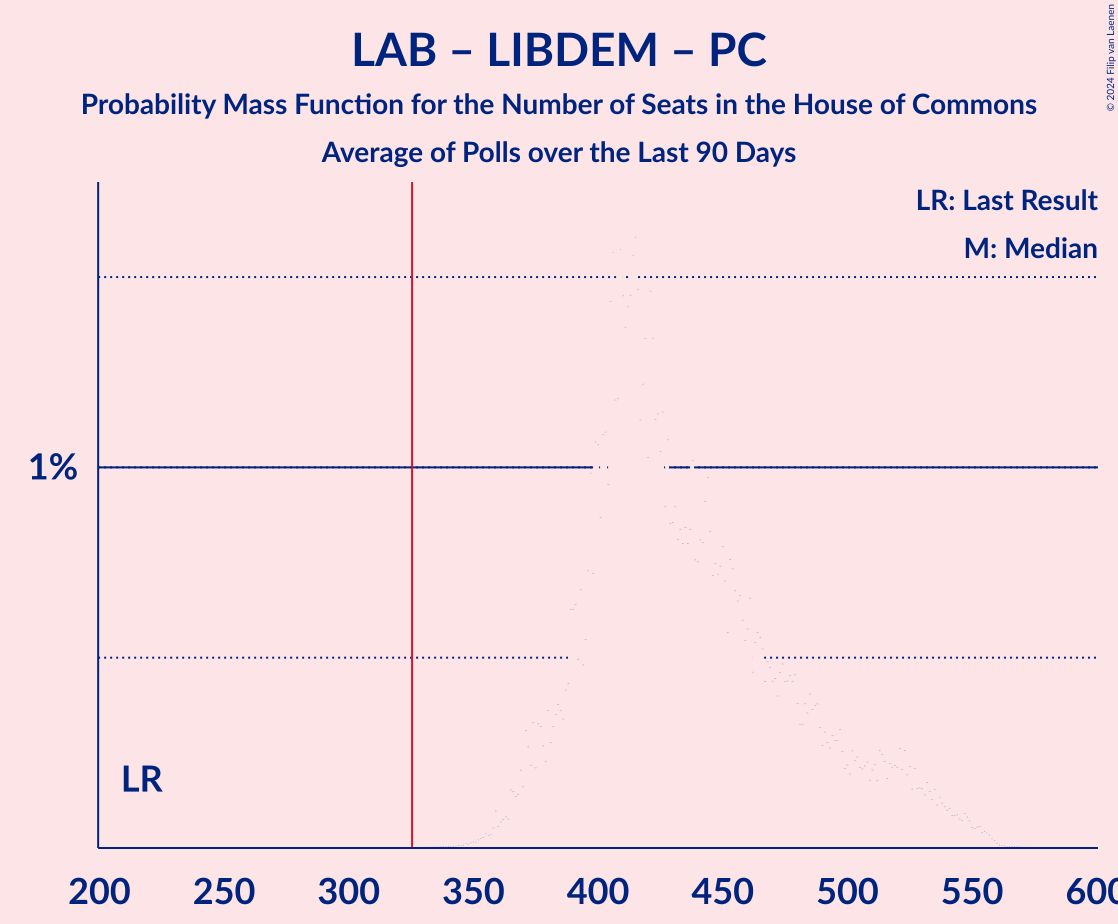 LAB – LIBDEM – PC
Probability Mass Function for the Number of Seats in the House of Commons
Average of Polls over the Last 90 Days
© 2024 Filip van Laenen
LR: Last Result
M: Median
1%
LR
200 250 300 350 400 450 500 550 600